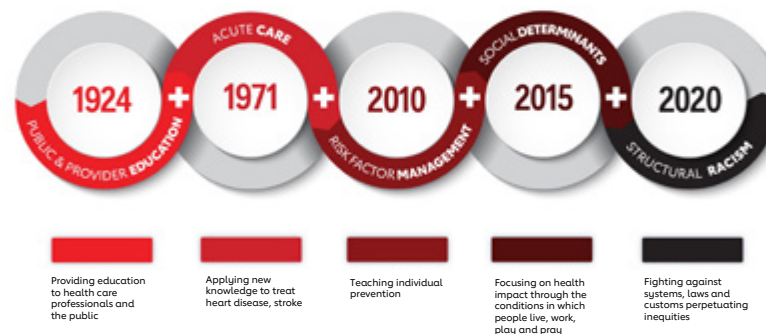 1924
PUBLIC & PROVIDER EDUCATION
+
1971
ACUTE CARE
+
2010
RISK FACTOR MANAGEMENT
+
2015
SOCIAL DETERMINANTS
+
2020
STRUCTURAL RACISM
Providing education
to health care
professionals and
the public
Applying new
knowledge to treat
heart disease, stroke
Teaching individual
prevention
Focusing on health
impact through the
conditions in which
people live, work,
play and pray
Fighting against
systems, laws and
customs perpetuating
inequities